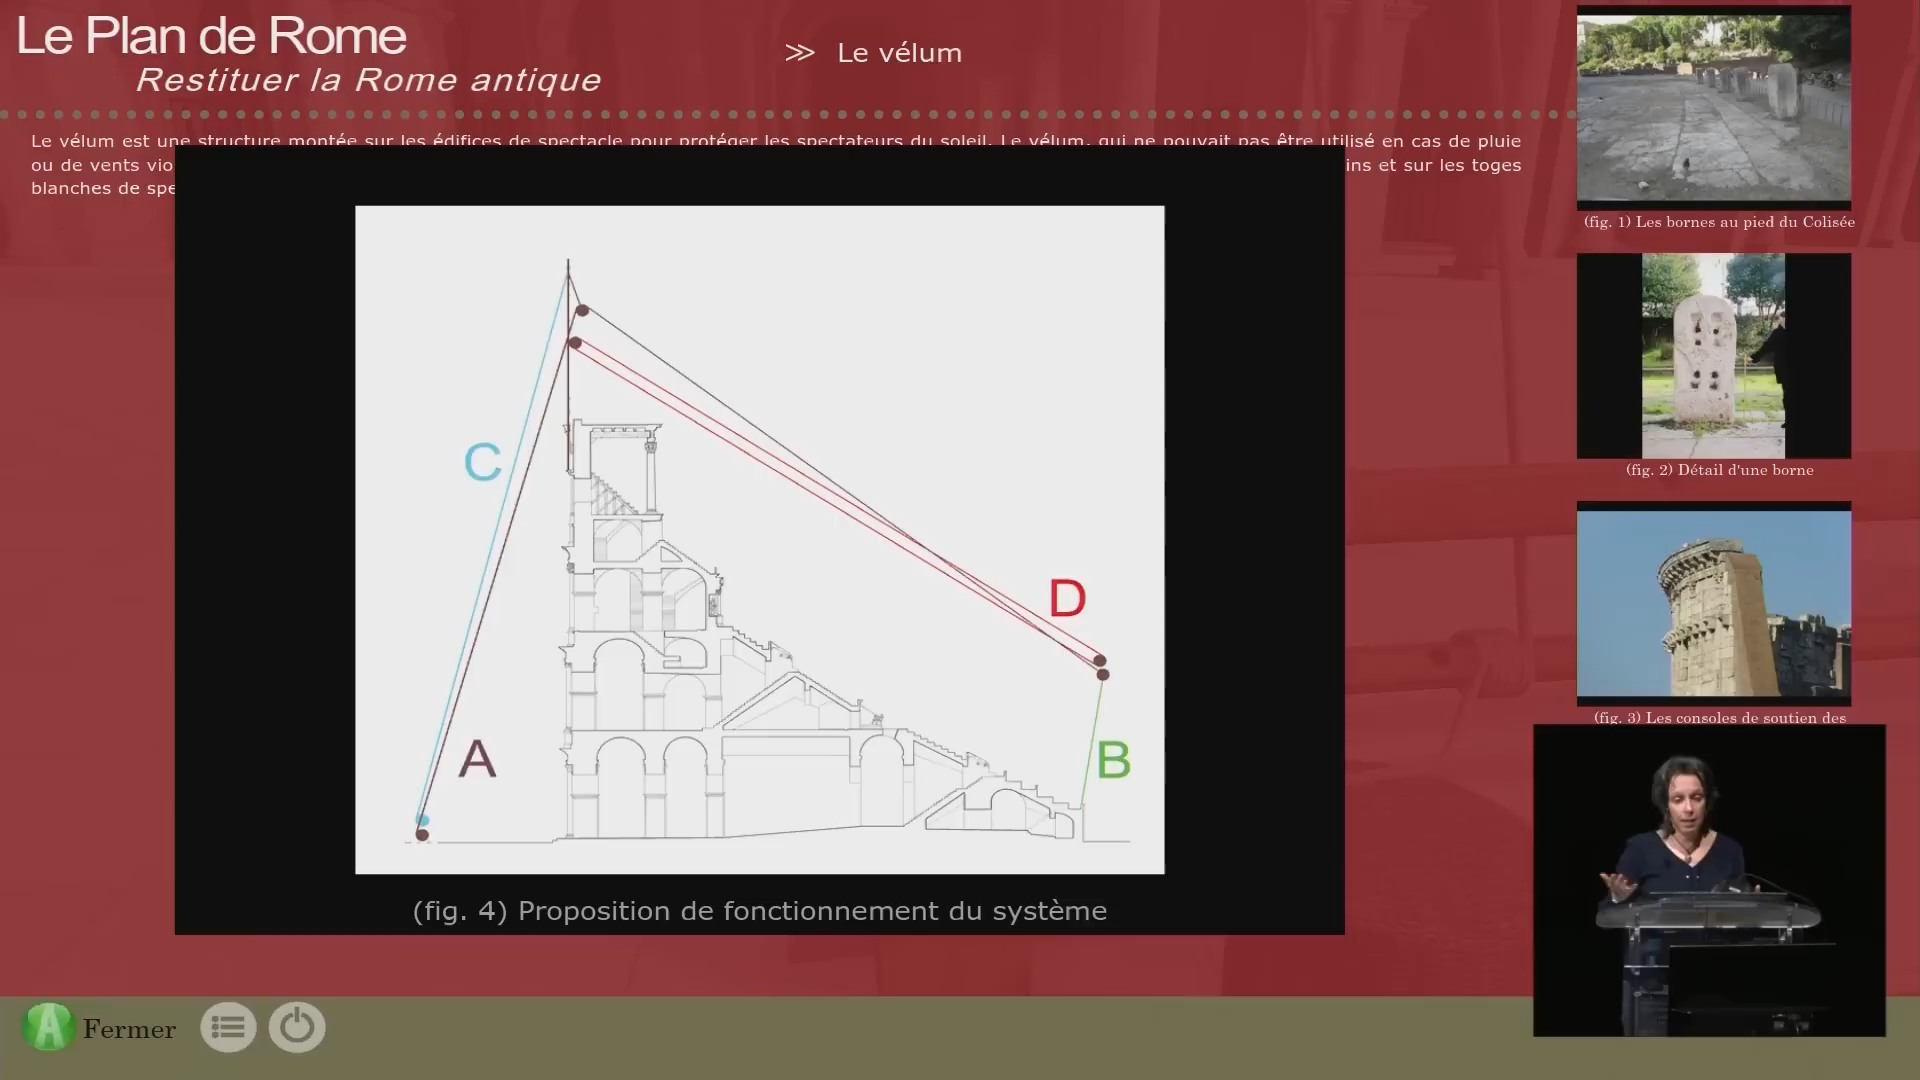 Le Plan de Rome
Restituer la Rome antique
≫ Le vélum
Le vélum est une structure montée sur les édifices de spectacle pour protéger les spectateurs du soleil. Le vélum, qui ne pouvait pas être utilisé en cas de pluie
ou de vents vio
ins et sur les toges
blanches de spe
C
D
A
B
(fig. 4) Proposition de fonctionnement du système
(fig. 1) Les bornes au pied du Colisée
(fig. 2) Détail d'une borne
(fig. 3) Les consoles de soutien des
A Fermer